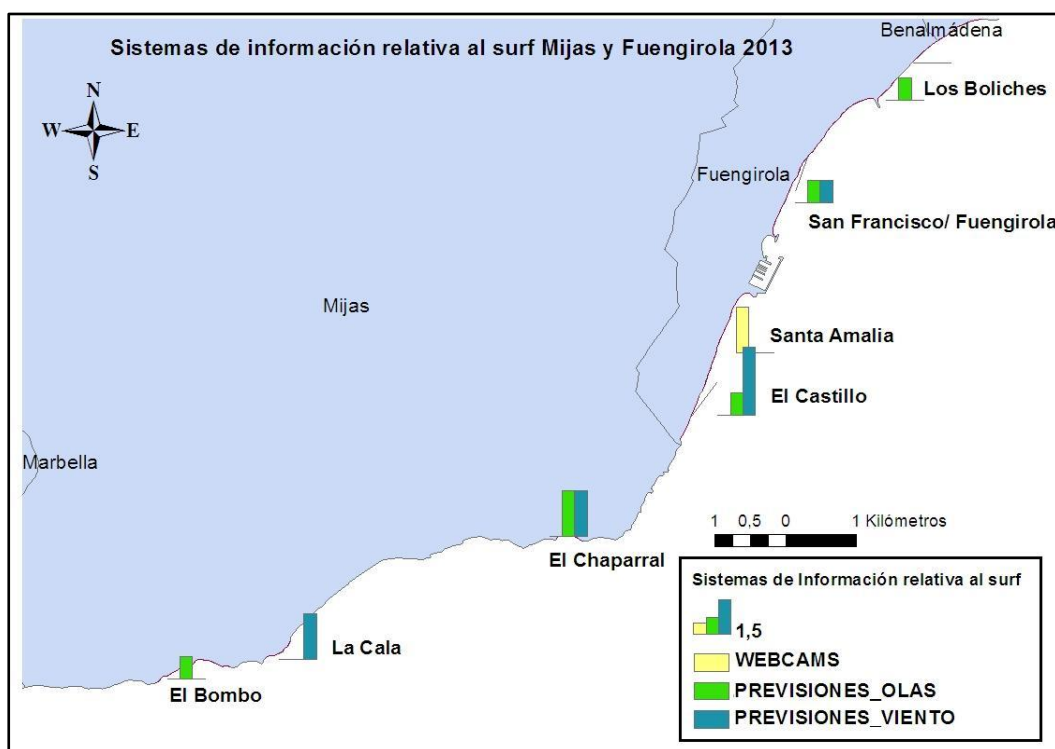 Benalmádena
Sistemas de información relativa al surf Mijas y Fuengirola 2013
Los Boliches
N
W E
S
Fuengirola
San Francisco/ Fuengirola
Mijas
Santa Amalia
El Castillo
Marbella
1 0,5 0 1 Kilómetros
El Chaparral
Sistemas de Información relativa al surf
1,5
WEBCAMS
PREVISIONES_OLAS
PREVISIONES_VIENTO
La Cala
El Bombo